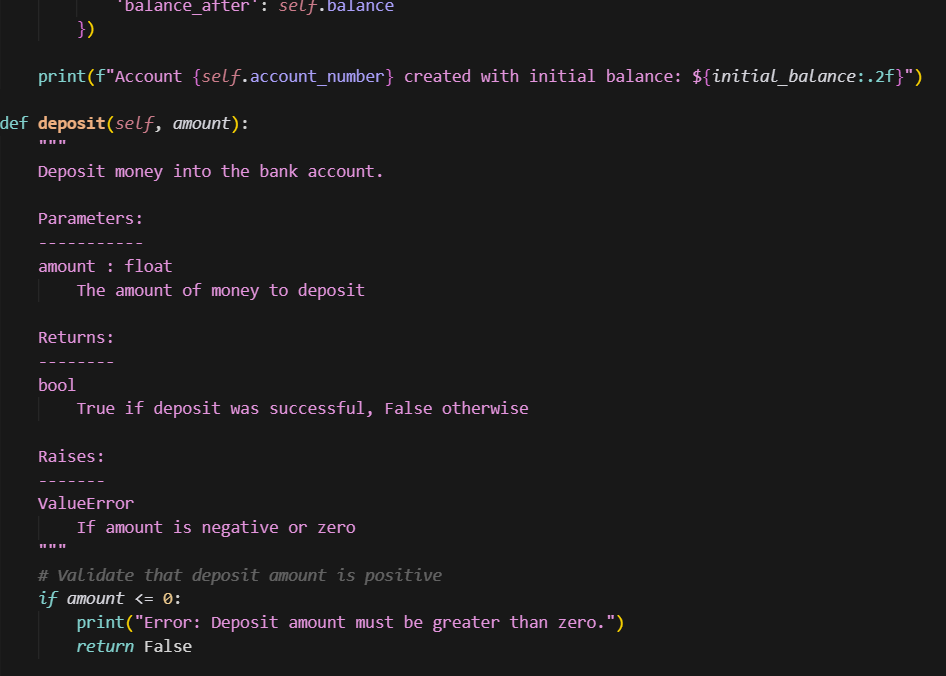 'balance_after': self.balance
        })

    print(f"Account {self.account_number} created with initial balance: ${initial_balance:.2f}")

def deposit(self, amount):
    """
    Deposit money into the bank account.

    Parameters:
    -----------
    amount : float
        The amount of money to deposit

    Returns:
    --------
    bool
        True if deposit was successful, False otherwise

    Raises:
    -------
    ValueError
        If amount is negative or zero
    """
    # Validate that deposit amount is positive
    if amount <= 0:
        print("Error: Deposit amount must be greater than zero.")
        return False